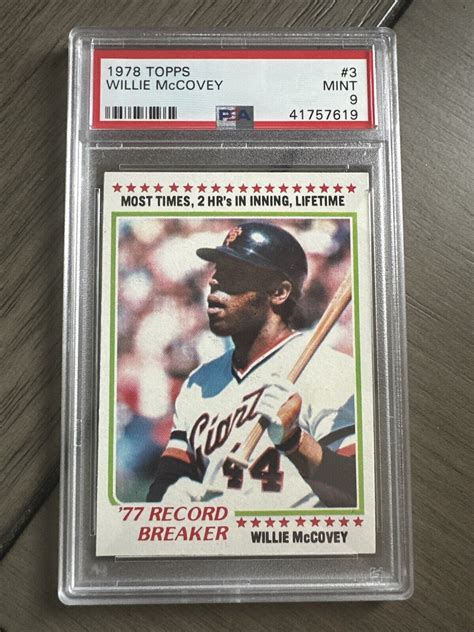 1978 TOPPS #3
WILLIE McCOVEY MINT
9
PSA 41757619
MOST TIMES, 2 HR's IN INNING, LIFETIME
SF
Giants
44
'77 RECORD
BREAKER WILLIE McCOVEY